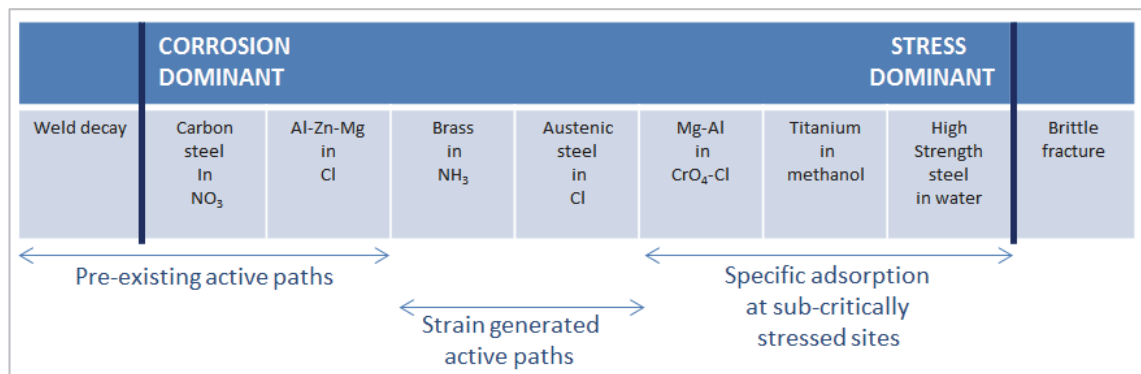 CORROSION
DOMINANT
STRESS
DOMINANT
Weld decay
Carbon
steel
In
NO₃
Al-Zn-Mg
in
Cl
Brass
in
NH₃
Austenic
steel
in
Cl
Mg-Al
in
CrO₄-Cl
Titanium
in
methanol
High
Strength
steel
in water
Brittle
fracture
Pre-existing active paths
Strain generated
active paths
Specific adsorption
at sub-critically
stressed sites